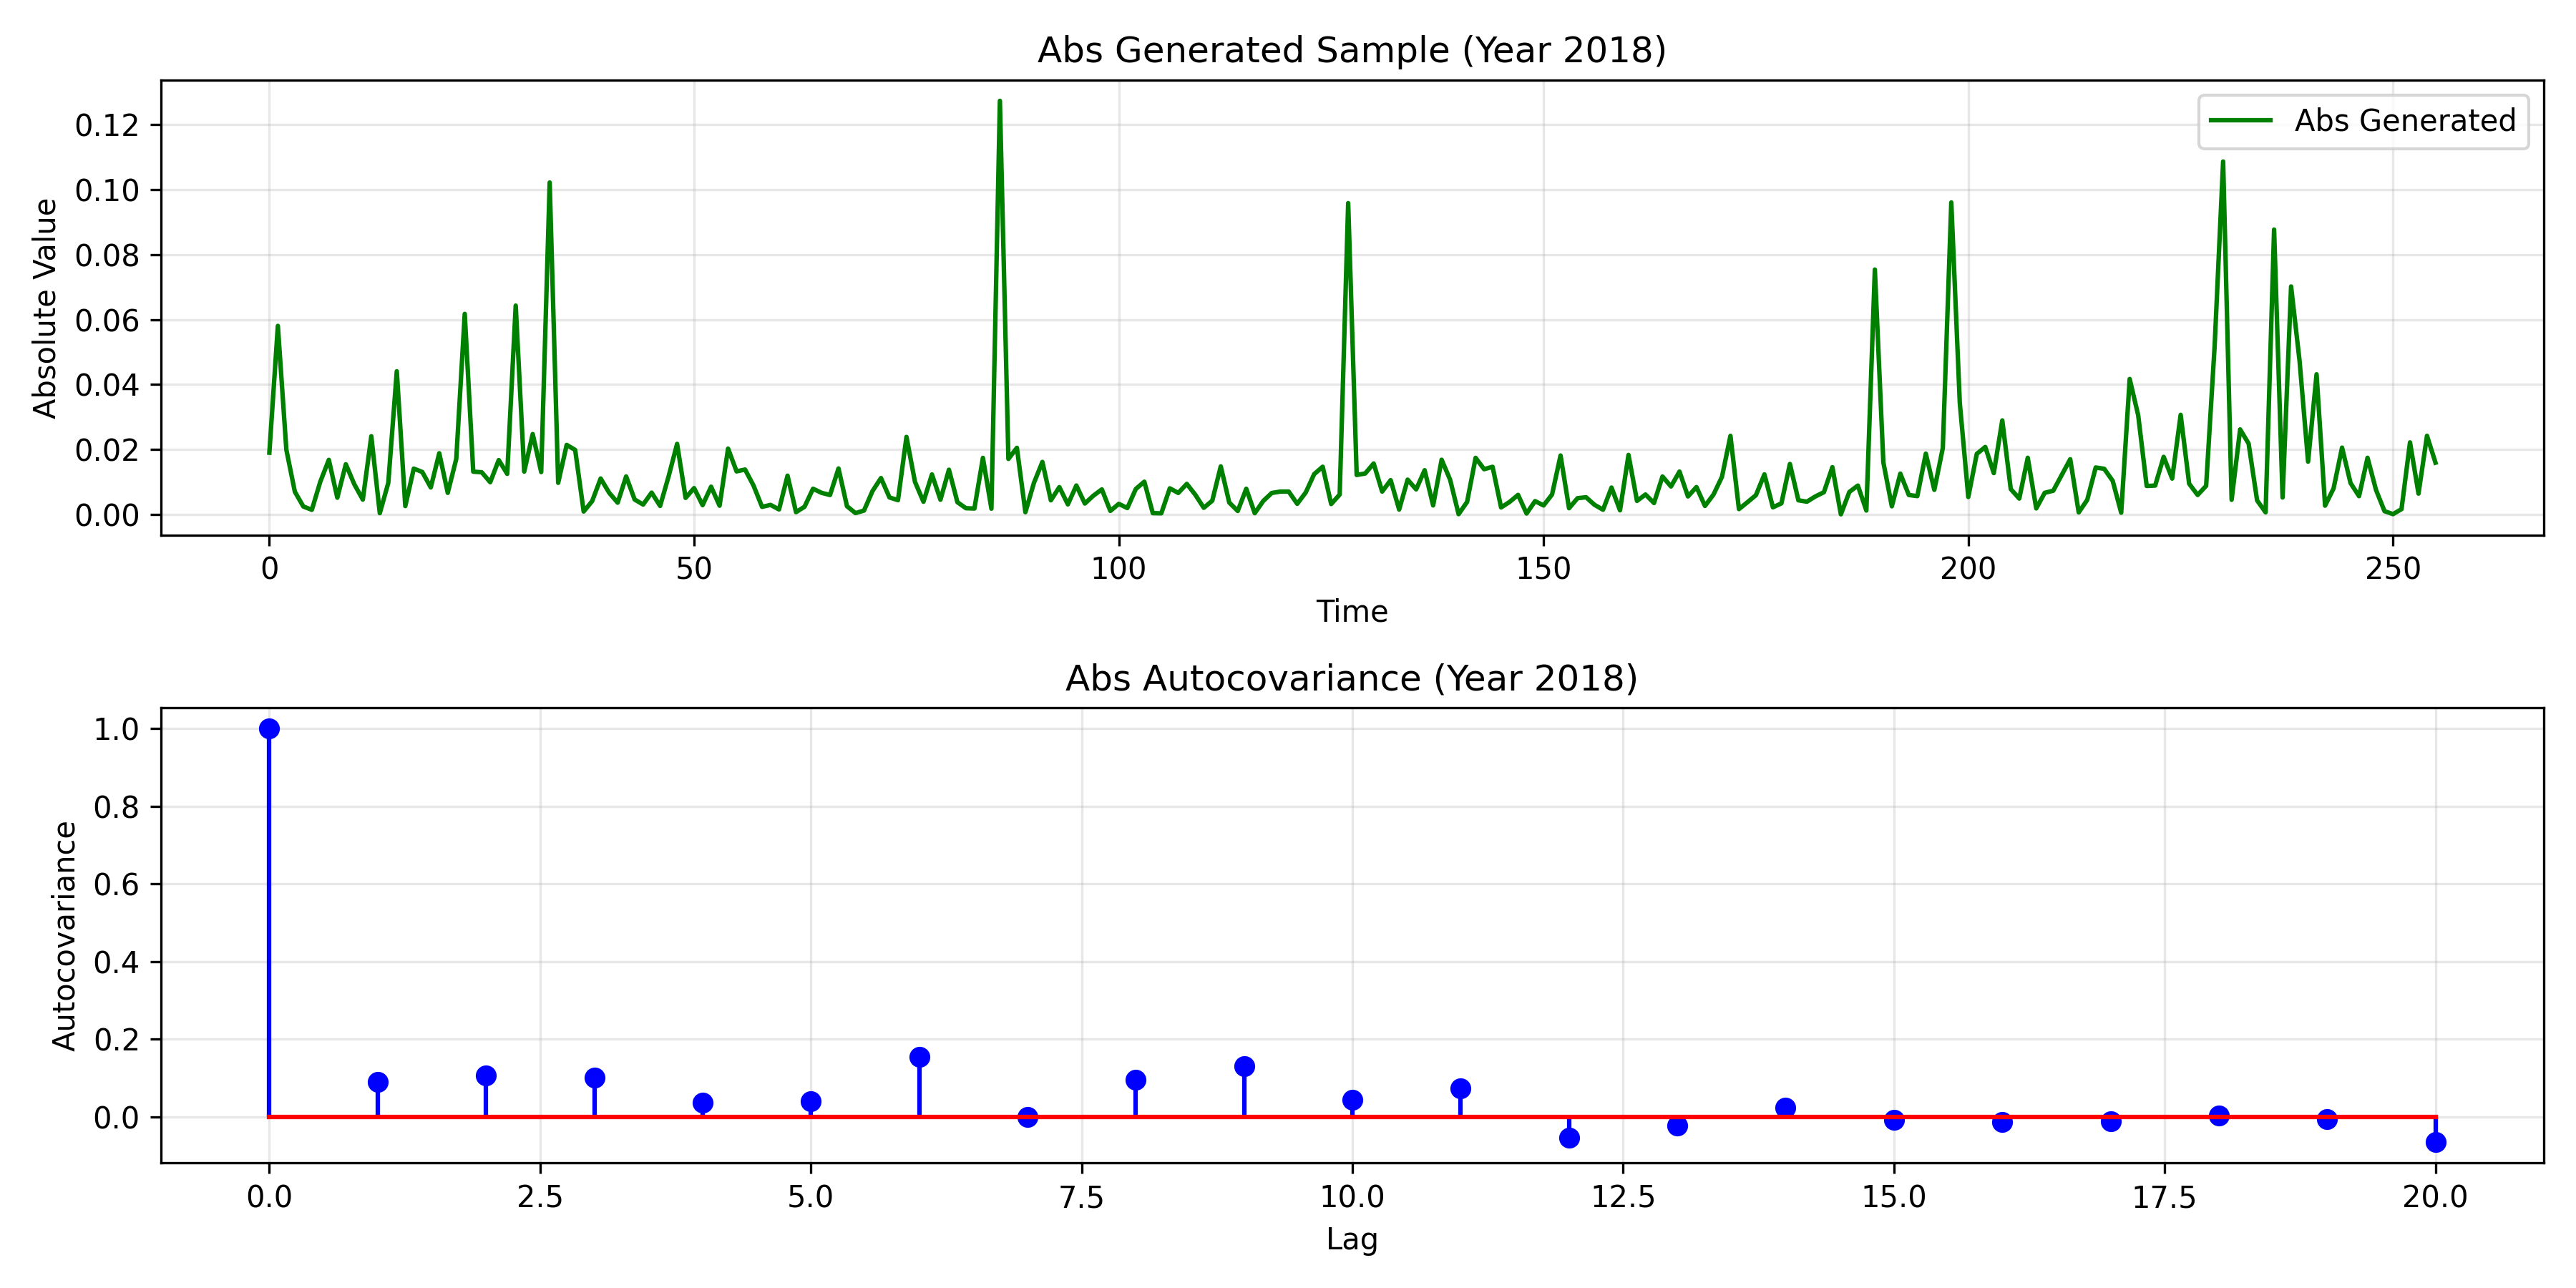 Abs Generated Sample (Year 2018)
Absolute Value
0.12
0.10
0.08
0.06
0.04
0.02
0.00
Abs Generated
0 50 100 150 200 250
Time
Abs Autocovariance (Year 2018)
Autocovariance
1.0
0.8
0.6
0.4
0.2
0.0
0.0 2.5 5.0 7.5 10.0 12.5 15.0 17.5 20.0
Lag